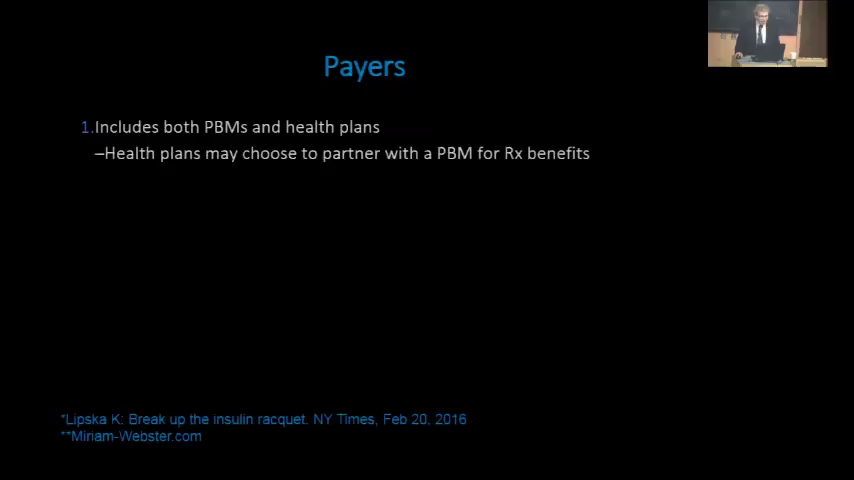 Payers
1.Includes both PBMs and health plans
–Health plans may choose to partner with a PBM for Rx benefits
*Lipska K: Break up the insulin racquet. NY Times, Feb 20, 2016
**Miriam-Webster.com